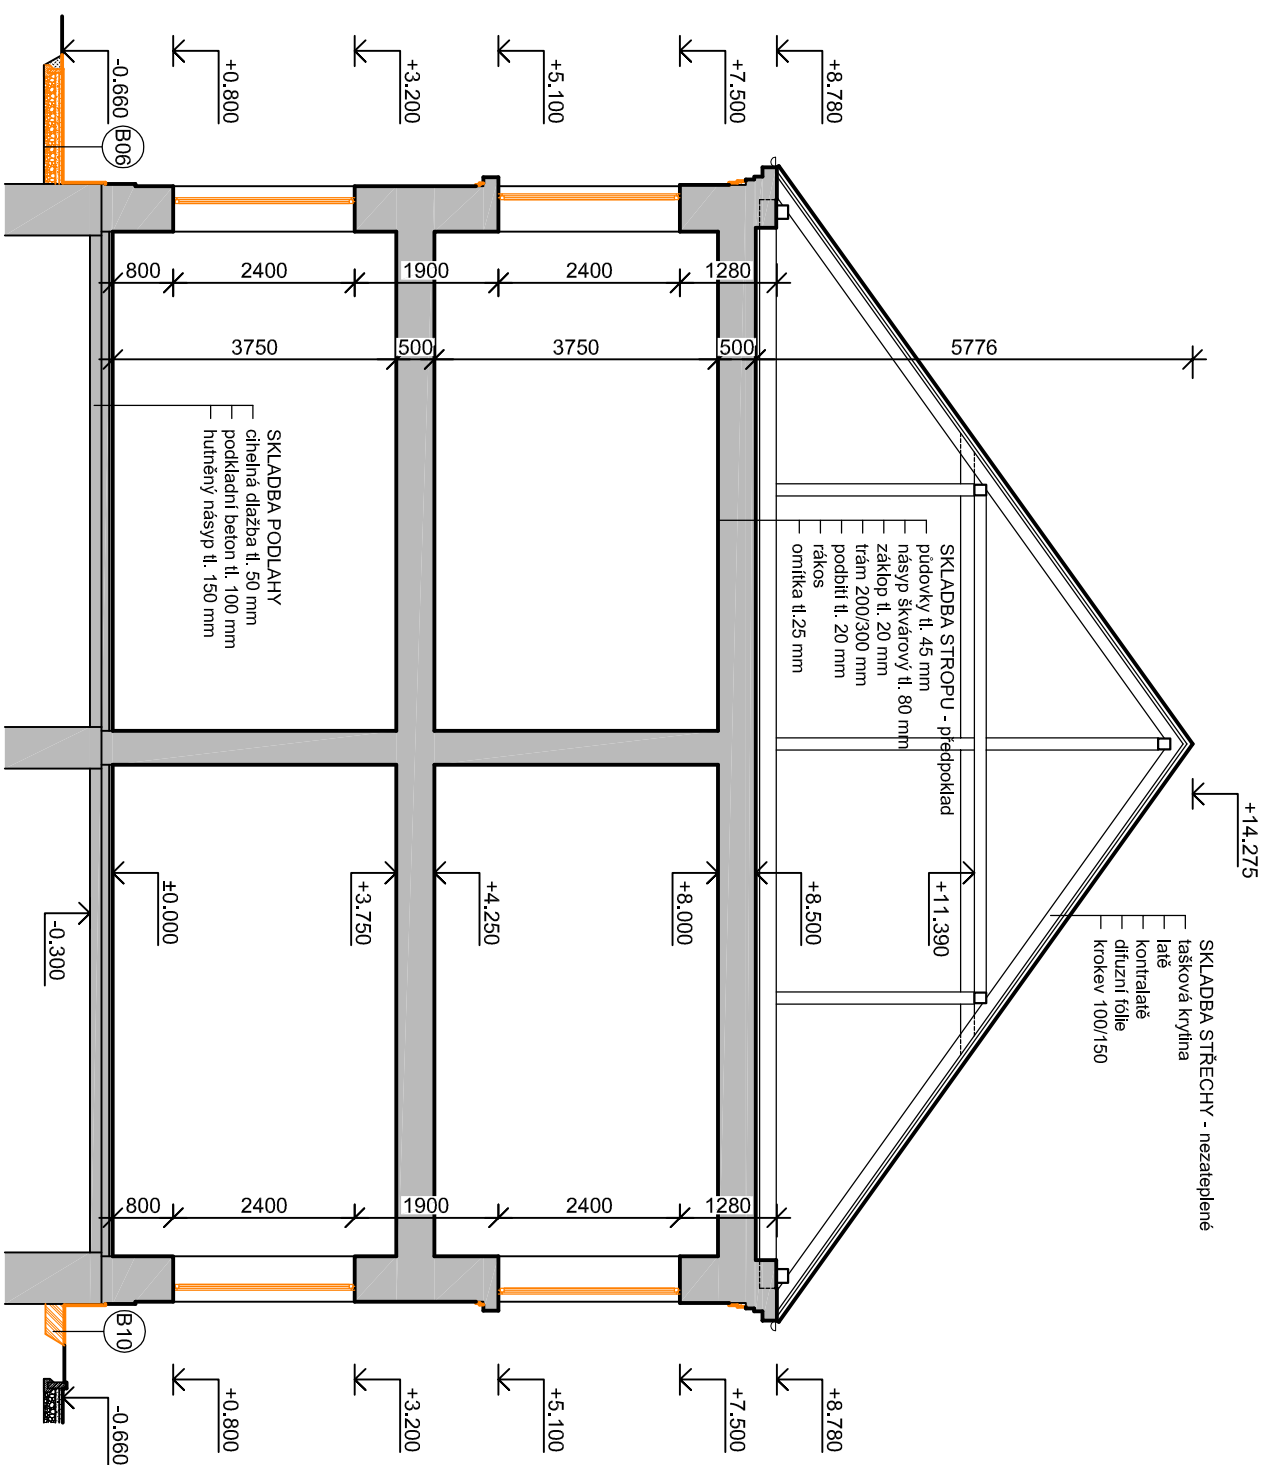 +14.275
SKLADBA STŘECHY - nezateplené
tašková krytina
latě
kontralatě
difuzní fólie
krokev 100/150
5776
+11.390
SKLADBA STROPU - předpoklad
půdovky tl. 45 mm
násyp škvárový tl. 80 mm
záklop tl. 20 mm
trám 200/300 mm
podbití tl. 20 mm
rákos
omítka tl.25 mm
+8.780
+8.780
+8.500
+8.000
+7.500
+7.500
1280
500
1280
2400
3750
2400
+5.100
+5.100
+4.250
+3.750
1900
500
1900
+3.200
+3.200
2400
3750
2400
+0.800
+0.800
800
800
±0.000
SKLADBA PODLAHY
cihelná dlažba tl. 50 mm
podkladní beton tl. 100 mm
hutněný násyp tl. 150 mm
-0.300
-0.660
-0.660
B06
B10